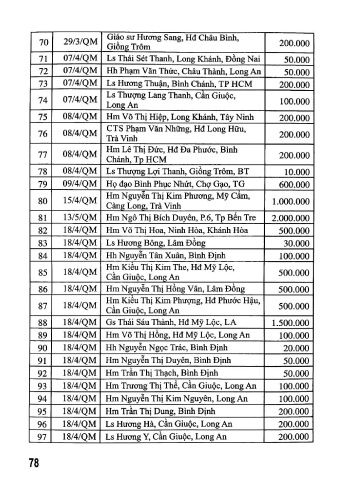 70 29/3/QM Giáo sư Hương Sang, Hđ Châu Bình, 200.000
Giồng Trôm
71 07/4/QM Ls Thái Sét Thanh, Long Khánh, Đồng Nai 50.000
72 07/4/QM Hh Phạm Văn Thức, Châu Thành, Long An 50.000
73 07/4/QM Ls Hương Thuận, Bình Chánh, TP HCM 200.000
74 07/4/QM Ls Thượng Lang Thanh, Cần Giuộc, 100.000
Long An
75 08/4/QM Hm Võ Thị Hiệp, Long Khánh, Tây Ninh 200.000
76 08/4/QM CTS Phạm Văn Những, Hđ Long Hữu, 200.000
Trà Vinh
77 08/4/QM Hm Lê Thị Đức, Hđ Đa Phước, Bình 200.000
Chánh, Tp HCM
78 08/4/QM Ls Thượng Lợi Thanh, Giồng Trôm, BT 10.000
79 09/4/QM Họ đạo Bình Phục Nhứt, Chợ Gạo, TG 600.000
80 15/4/QM Hm Nguyễn Thị Kim Phương, Mỹ Cẩm, 1.000.000
Càng Long, Trà Vinh
81 13/5/QM Hm Ngô Thị Bích Duyên, P.6, Tp Bến Tre 2.000.000
82 18/4/QM Hm Võ Thị Hoa, Ninh Hòa, Khánh Hòa 500.000
83 18/4/QM Ls Hương Bông, Lâm Đồng 30.000
84 18/4/QM Hh Nguyễn Tân Xuân, Bình Định 100.000
85 18/4/QM Hm Kiều Thị Kim The, Hđ Mỹ Lộc, 500.000
Cần Giuộc, Long An
86 18/4/QM Hm Nguyễn Thị Hồng Vân, Lâm Đồng 500.000
87 18/4/QM Hm Kiều Thị Kim Phượng, Hđ Phước Hậu, 500.000
Cần Giuộc, Long An
88 18/4/QM Gs Thái Sáu Thành, Hđ Mỹ Lộc, LA 1.500.000
89 18/4/QM Hm Võ Thị Hồng, Hđ Mỹ Lộc, Long An 100.000
90 18/4/QM Hh Nguyễn Ngọc Trác, Bình Định 20.000
91 18/4/QM Hm Nguyễn Thị Duyên, Bình Định 50.000
92 18/4/QM Hm Trần Thị Thạch, Bình Định 50.000
93 18/4/QM Hm Trương Thị Thể, Cần Giuộc, Long An 100.000
94 18/4/QM Hm Nguyễn Thị Kim Nguyên, Long An 100.000
95 18/4/QM Hm Trần Thị Dung, Bình Định 200.000
96 18/4/QM Ls Hương Hà, Cần Giuộc, Long An 200.000
97 18/4/QM Ls Hương Y, Cần Giuộc, Long An 200.000
78